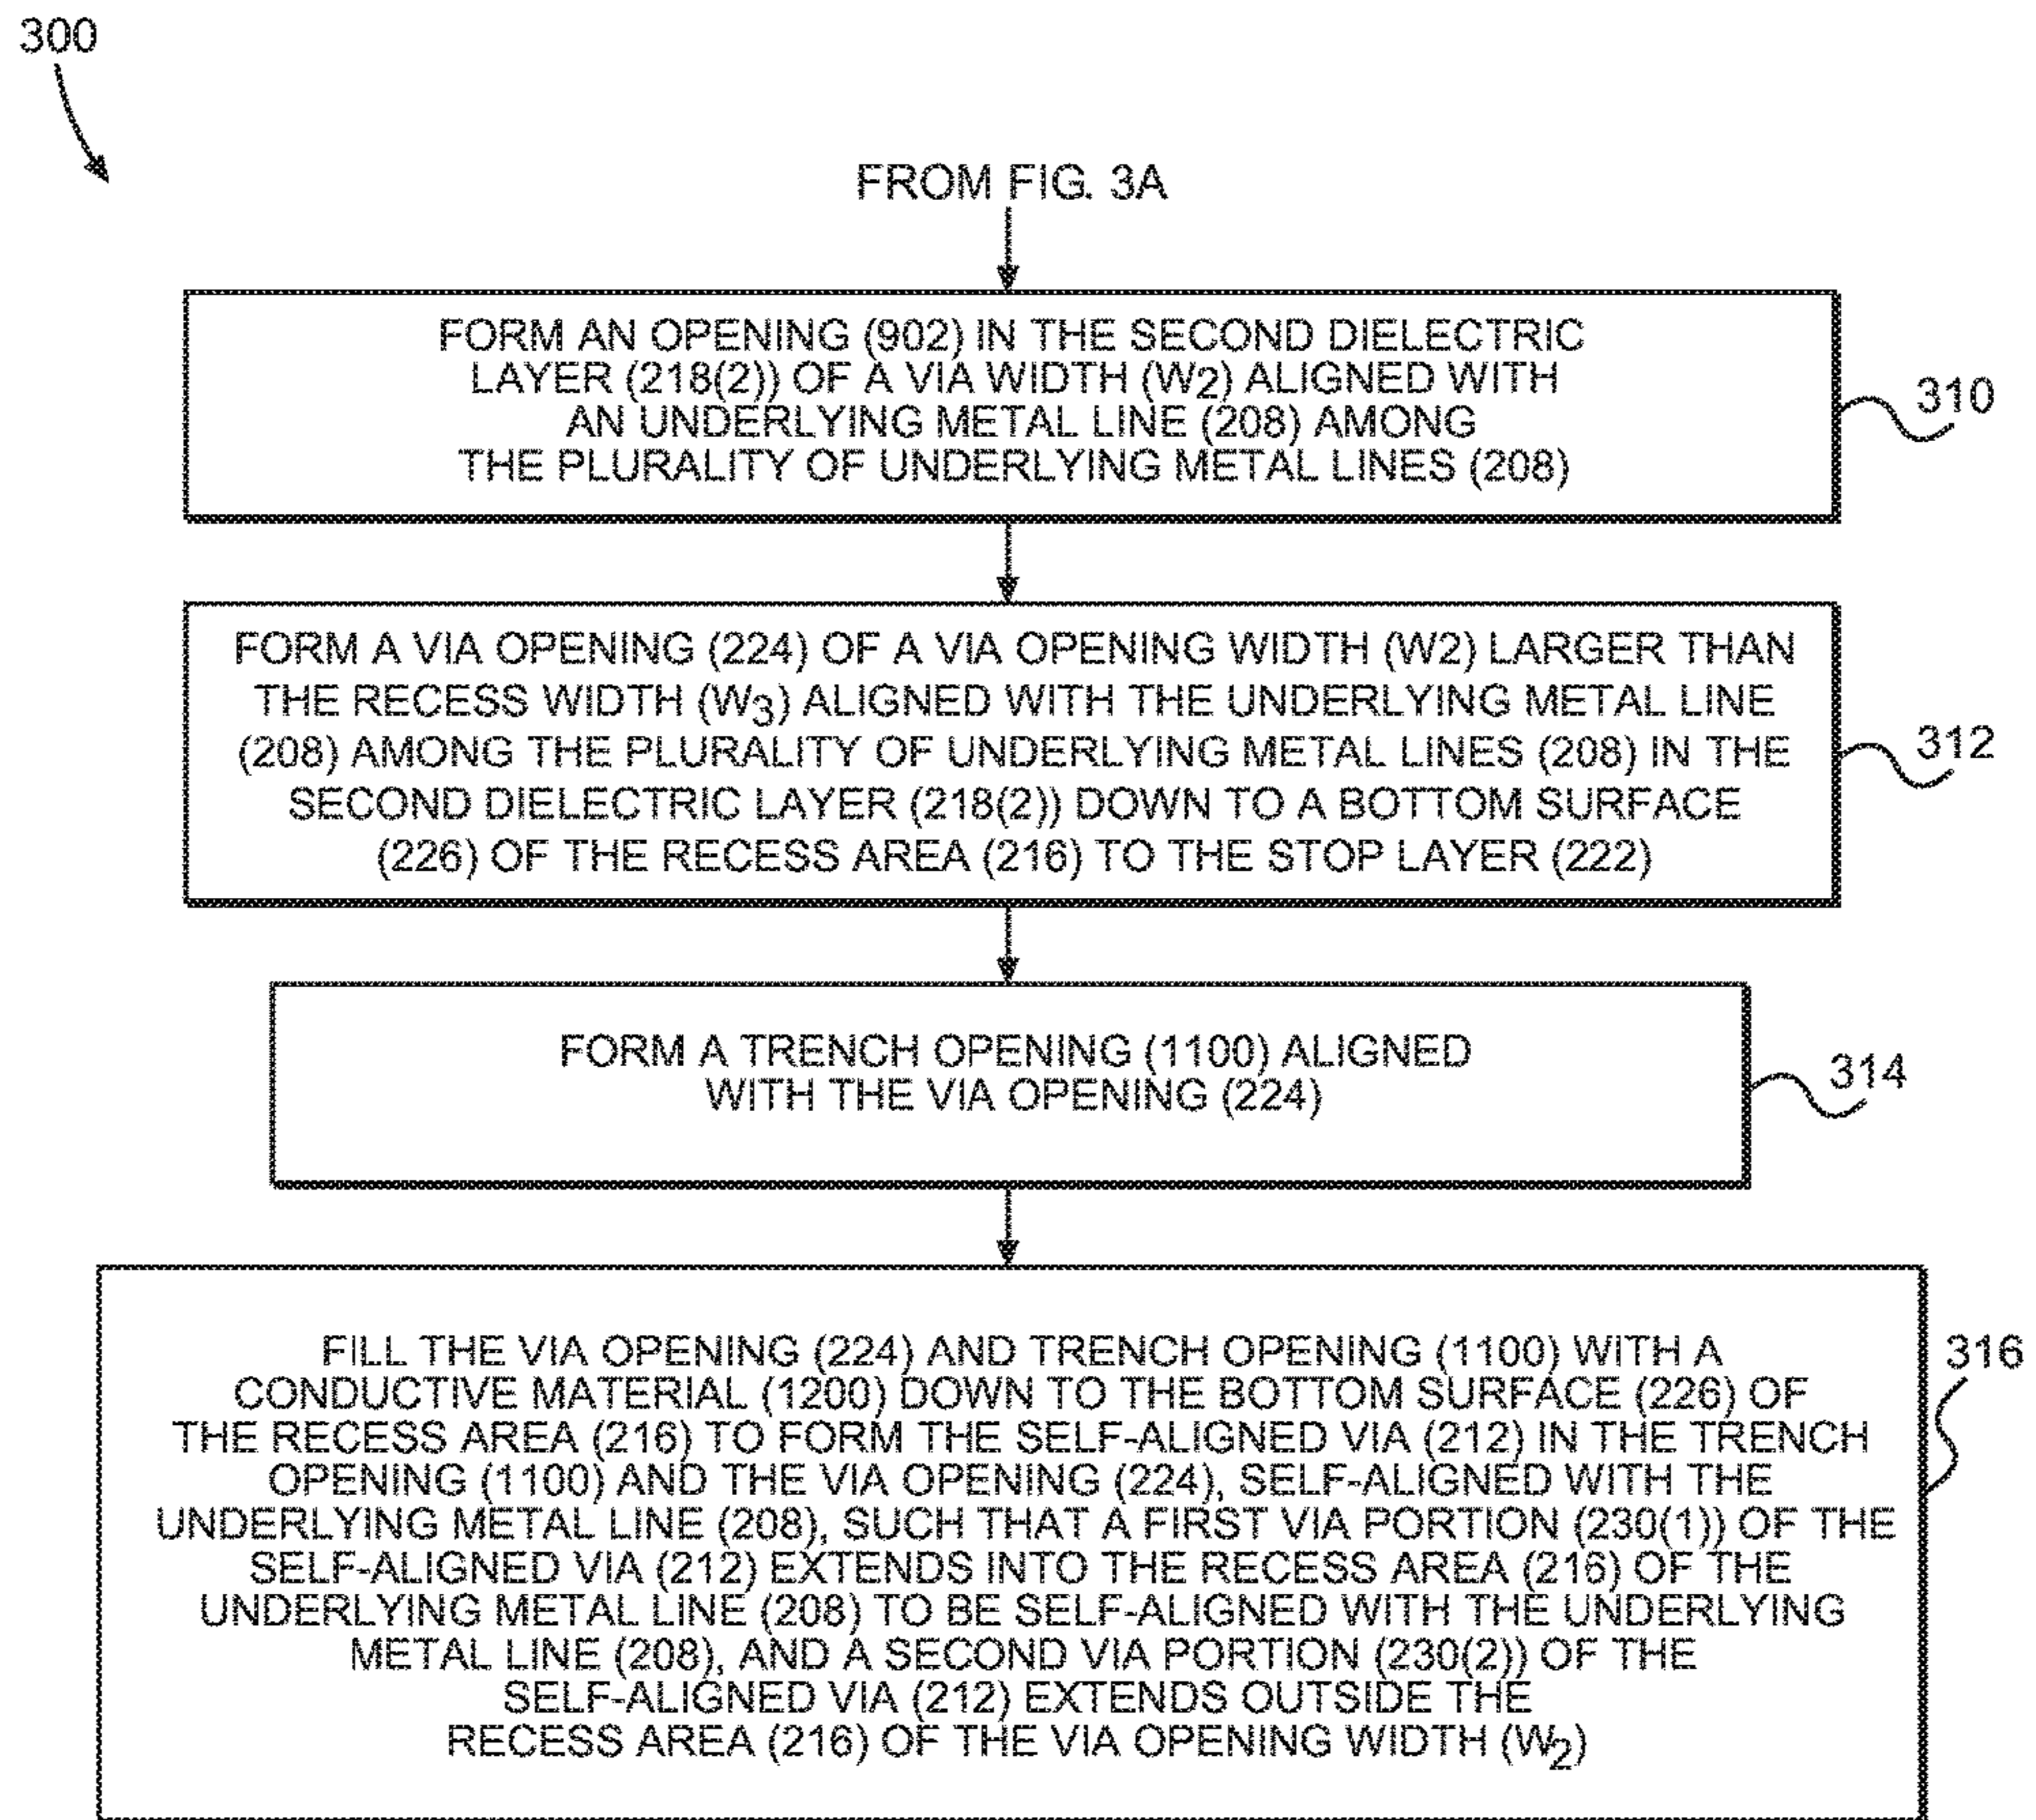 300
FROM FIG. 3A
FORM AN OPENING (902) IN THE SECOND DIELECTRIC
LAYER (218(2)) OF A VIA WIDTH (W2) ALIGNED WITH
AN UNDERLYING METAL LINE (208) AMONG
THE PLURALITY OF UNDERLYING METAL LINES (208)
310
FORM A VIA OPENING (224) OF A VIA OPENING WIDTH (W2) LARGER THAN
THE RECESS WIDTH (W3) ALIGNED WITH THE UNDERLYING METAL LINE
(208) AMONG THE PLURALITY OF UNDERLYING METAL LINES (208) IN THE
SECOND DIELECTRIC LAYER (218(2)) DOWN TO A BOTTOM SURFACE
(226) OF THE RECESS AREA (216) TO THE STOP LAYER (222)
312
FORM A TRENCH OPENING (1100) ALIGNED
WITH THE VIA OPENING (224)
314
FILL THE VIA OPENING (224) AND TRENCH OPENING (1100) WITH A
CONDUCTIVE MATERIAL (1200) DOWN TO THE BOTTOM SURFACE (226) OF
THE RECESS AREA (216) TO FORM THE SELF-ALIGNED VIA (212) IN THE TRENCH
OPENING (1100) AND THE VIA OPENING (224), SELF-ALIGNED WITH THE
UNDERLYING METAL LINE (208), SUCH THAT A FIRST VIA PORTION (230(1)) OF THE
SELF-ALIGNED VIA (212) EXTENDS INTO THE RECESS AREA (216) OF THE
UNDERLYING METAL LINE (208) TO BE SELF-ALIGNED WITH THE UNDERLYING
METAL LINE (208), AND A SECOND VIA PORTION (230(2)) OF THE
SELF-ALIGNED VIA (212) EXTENDS OUTSIDE THE
RECESS AREA (216) OF THE VIA OPENING WIDTH (W2)
316